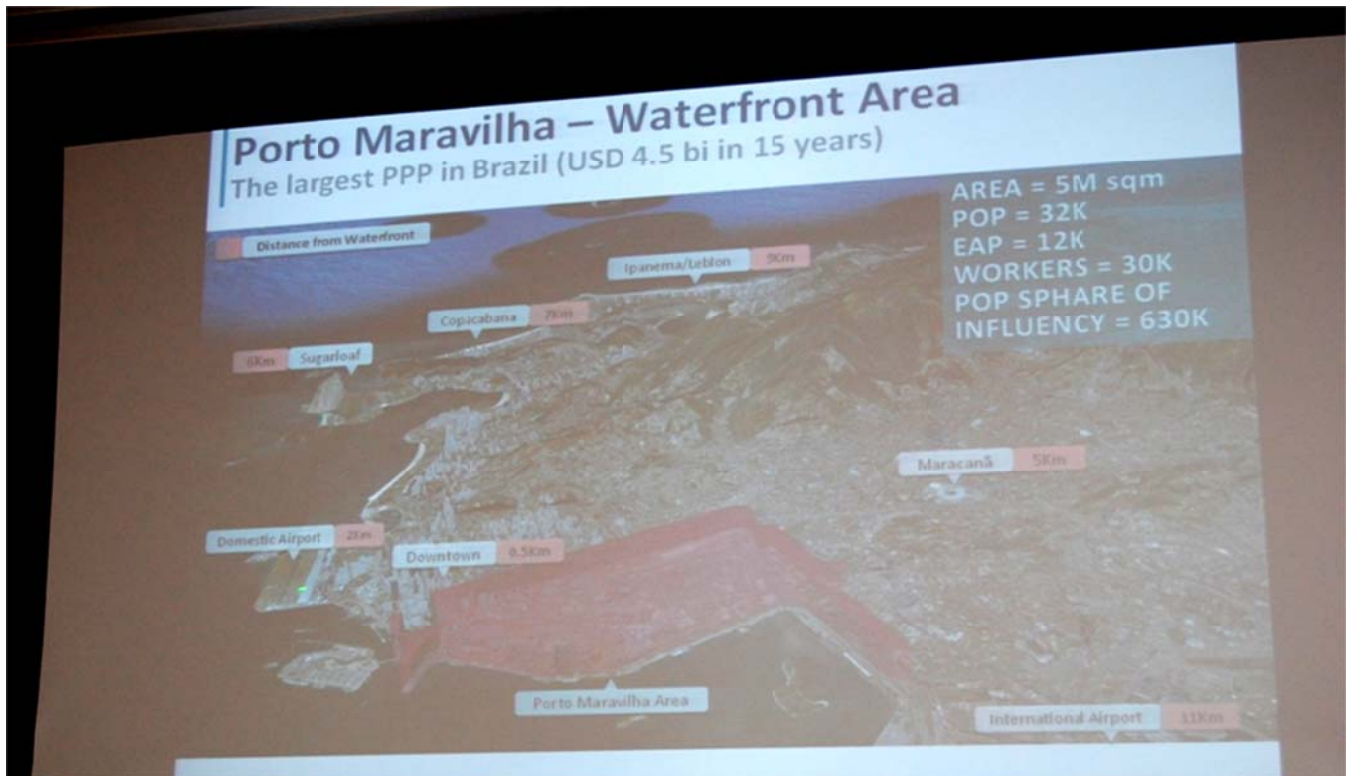 Porto Maravilha – Waterfront Area
The largest PPP in Brazil (USD 4.5 bi in 15 years)
AREA = 5M sqm
POP = 32K
EAP = 12K
WORKERS = 30K
POP SPHARE OF
INFLUENCY = 630K
Distance from Waterfront
Ipanema/Leblon 9Km
Copacabana 7Km
6Km Sugarloaf
Maracanã 5Km
Domestic Airport 2Km
Downtown 0.5Km
Porto Maravilha Area
International Airport 11Km